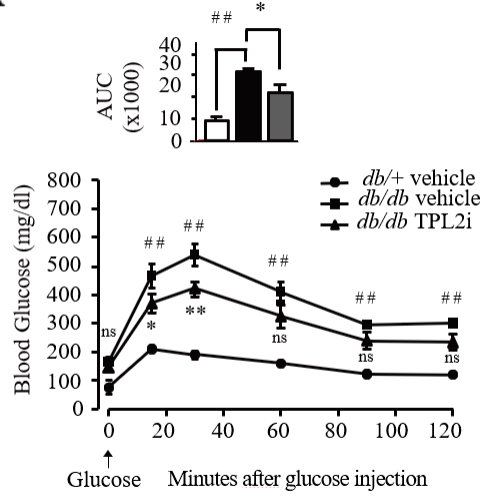 ## *
AUC
(x1000)
40
30
20
10
0
Blood Glucose (mg/dl)
800
700
600
500
400
300
200
100
0
db/+ vehicle
db/db vehicle
db/db TPL2i
ns ## ## ## ## ##
* ** ns ns ns
0 20 40 60 80 100 120
Glucose Minutes after glucose injection